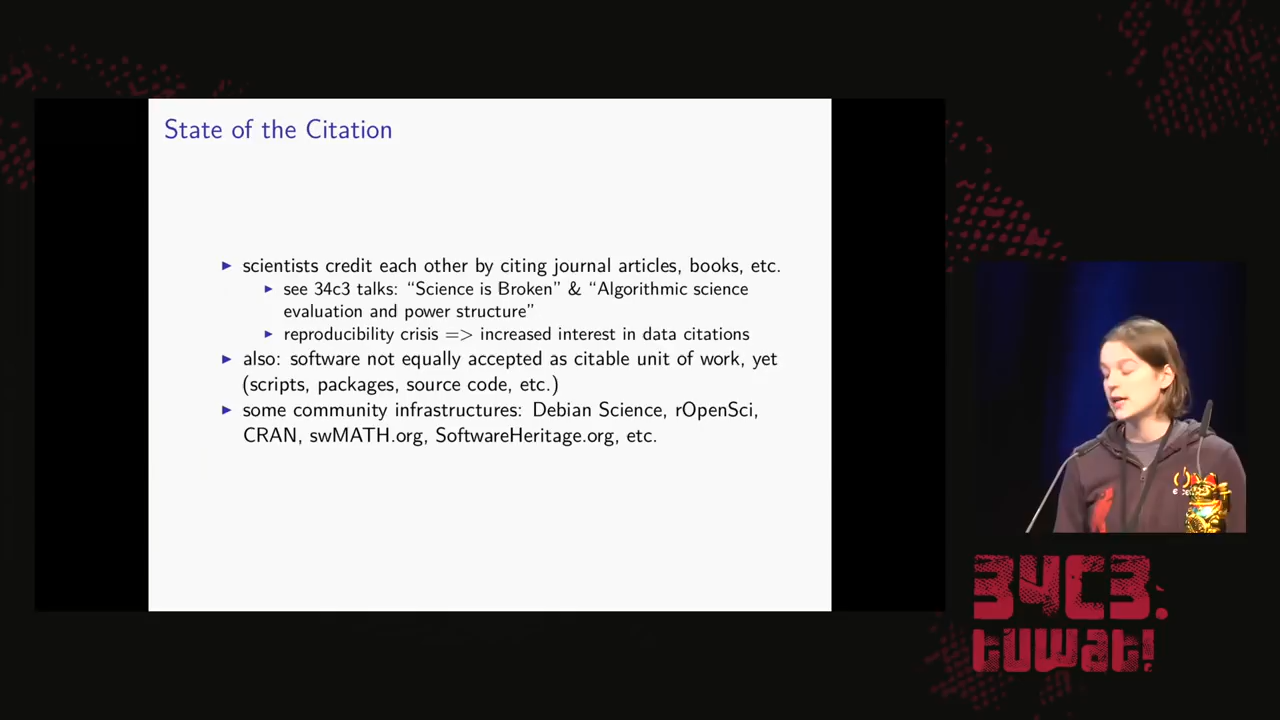 State of the Citation
scientists credit each other by citing journal articles, books, etc.
see 34c3 talks: “Science is Broken” & “Algorithmic science
evaluation and power structure”
reproducibility crisis => increased interest in data citations
also: software not equally accepted as citable unit of work, yet
(scripts, packages, source code, etc.)
some community infrastructures: Debian Science, rOpenSci,
CRAN, swMATH.org, SoftwareHeritage.org, etc.
34C3.
tuwat!